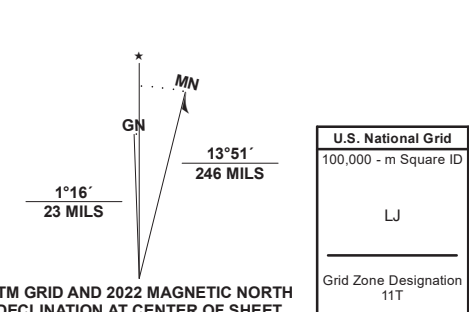 ★
MN
GN
13°51´
246 MILS
1°16´
23 MILS
TM GRID AND 2022 MAGNETIC NORTH
DECLINATION AT CENTER OF SHEET
U.S. National Grid
100,000 - m Square ID
LJ
Grid Zone Designation
11T